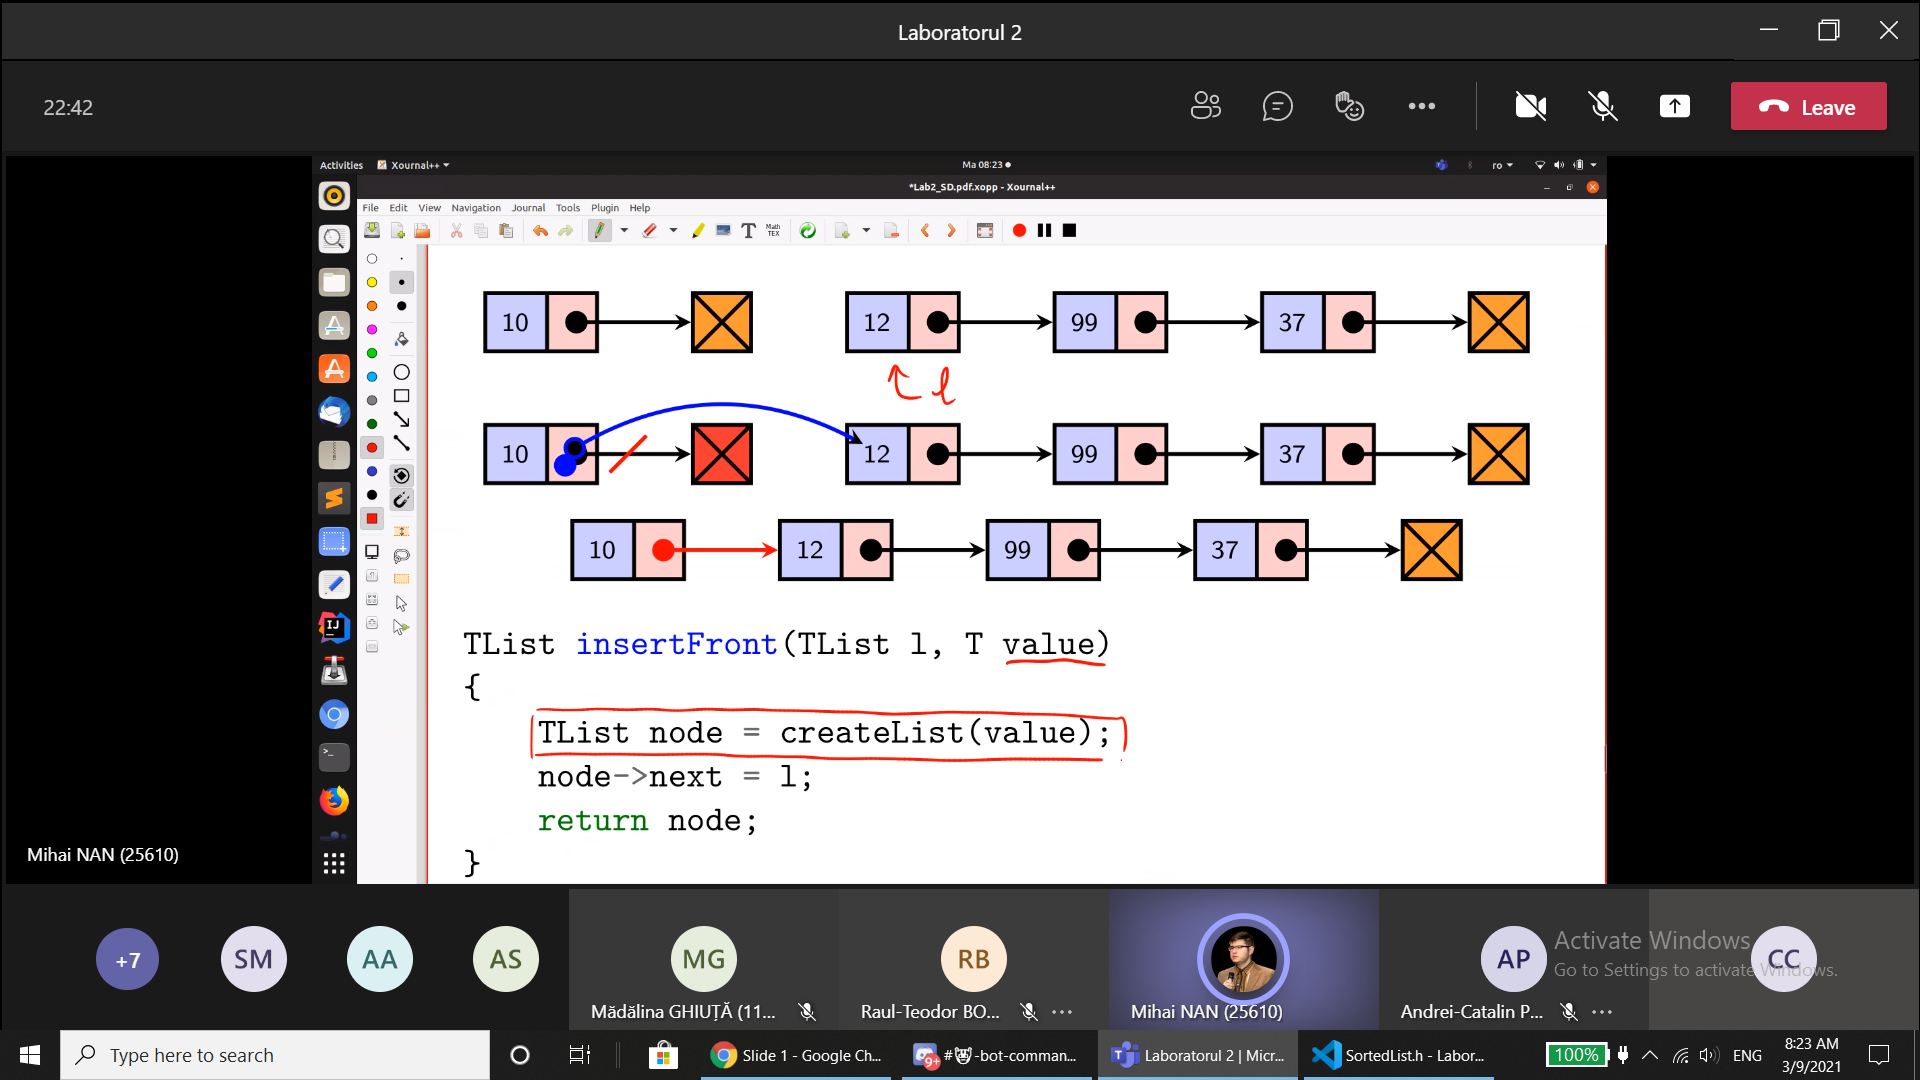 Laboratorul 2
22:42
Leave
Activities Xournal++ Ma 08:23 ro
*Lab2_SD.pdf.xopp - Xournal++
File Edit View Navigation Journal Tools Plugin Help
T Math TEX
10 12 99 37
l
10 12 99 37
10 12 99 37
TList insertFront(TList l, T value)
{
TList node = createList(value);
node->next = l;
return node;
}
Mihai NAN (25610)
+7 SM AA AS MG RB AP CC
Activate Windows
Go to Settings to activate Windows.
Mădălina GHIUȚĂ (11... Raul-Teodor BO... Mihai NAN (25610) Andrei-Catalin P...
Type here to search
Slide 1 - Google Ch... 9+ #🐭-bot-comman... Laboratorul 2 | Micr... SortedList.h - Labor...
100% ENG
8:23 AM
3/9/2021